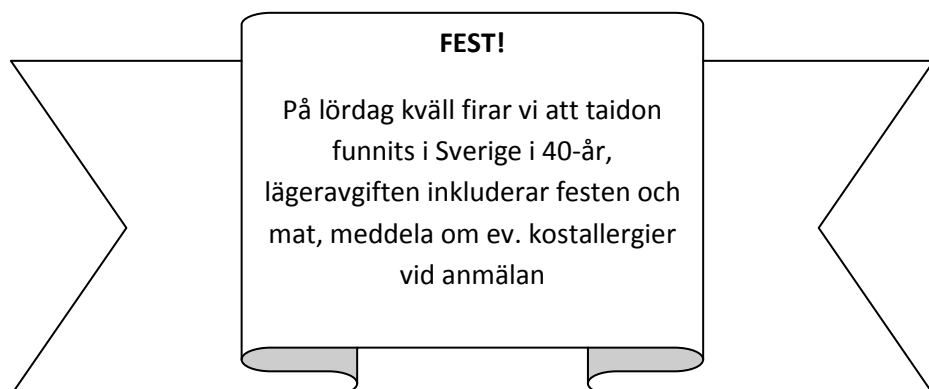 FEST!
På lördag kväll firar vi att taidon
funnits i Sverige i 40-år,
lägeravgiften inkluderar festen och
mat, meddela om ev. kostallergier
vid anmälan